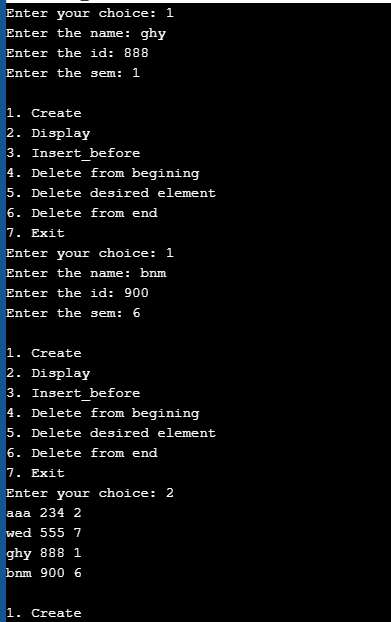 Enter your choice: 1
Enter the name: ghy
Enter the id: 888
Enter the sem: 1
1. Create
2. Display
3. Insert_before
4. Delete from begining
5. Delete desired element
6. Delete from end
7. Exit
Enter your choice: 1
Enter the name: bnm
Enter the id: 900
Enter the sem: 6
1. Create
2. Display
3. Insert_before
4. Delete from begining
5. Delete desired element
6. Delete from end
7. Exit
Enter your choice: 2
aaa 234 2
wed 555 7
ghy 888 1
bnm 900 6
1. Create